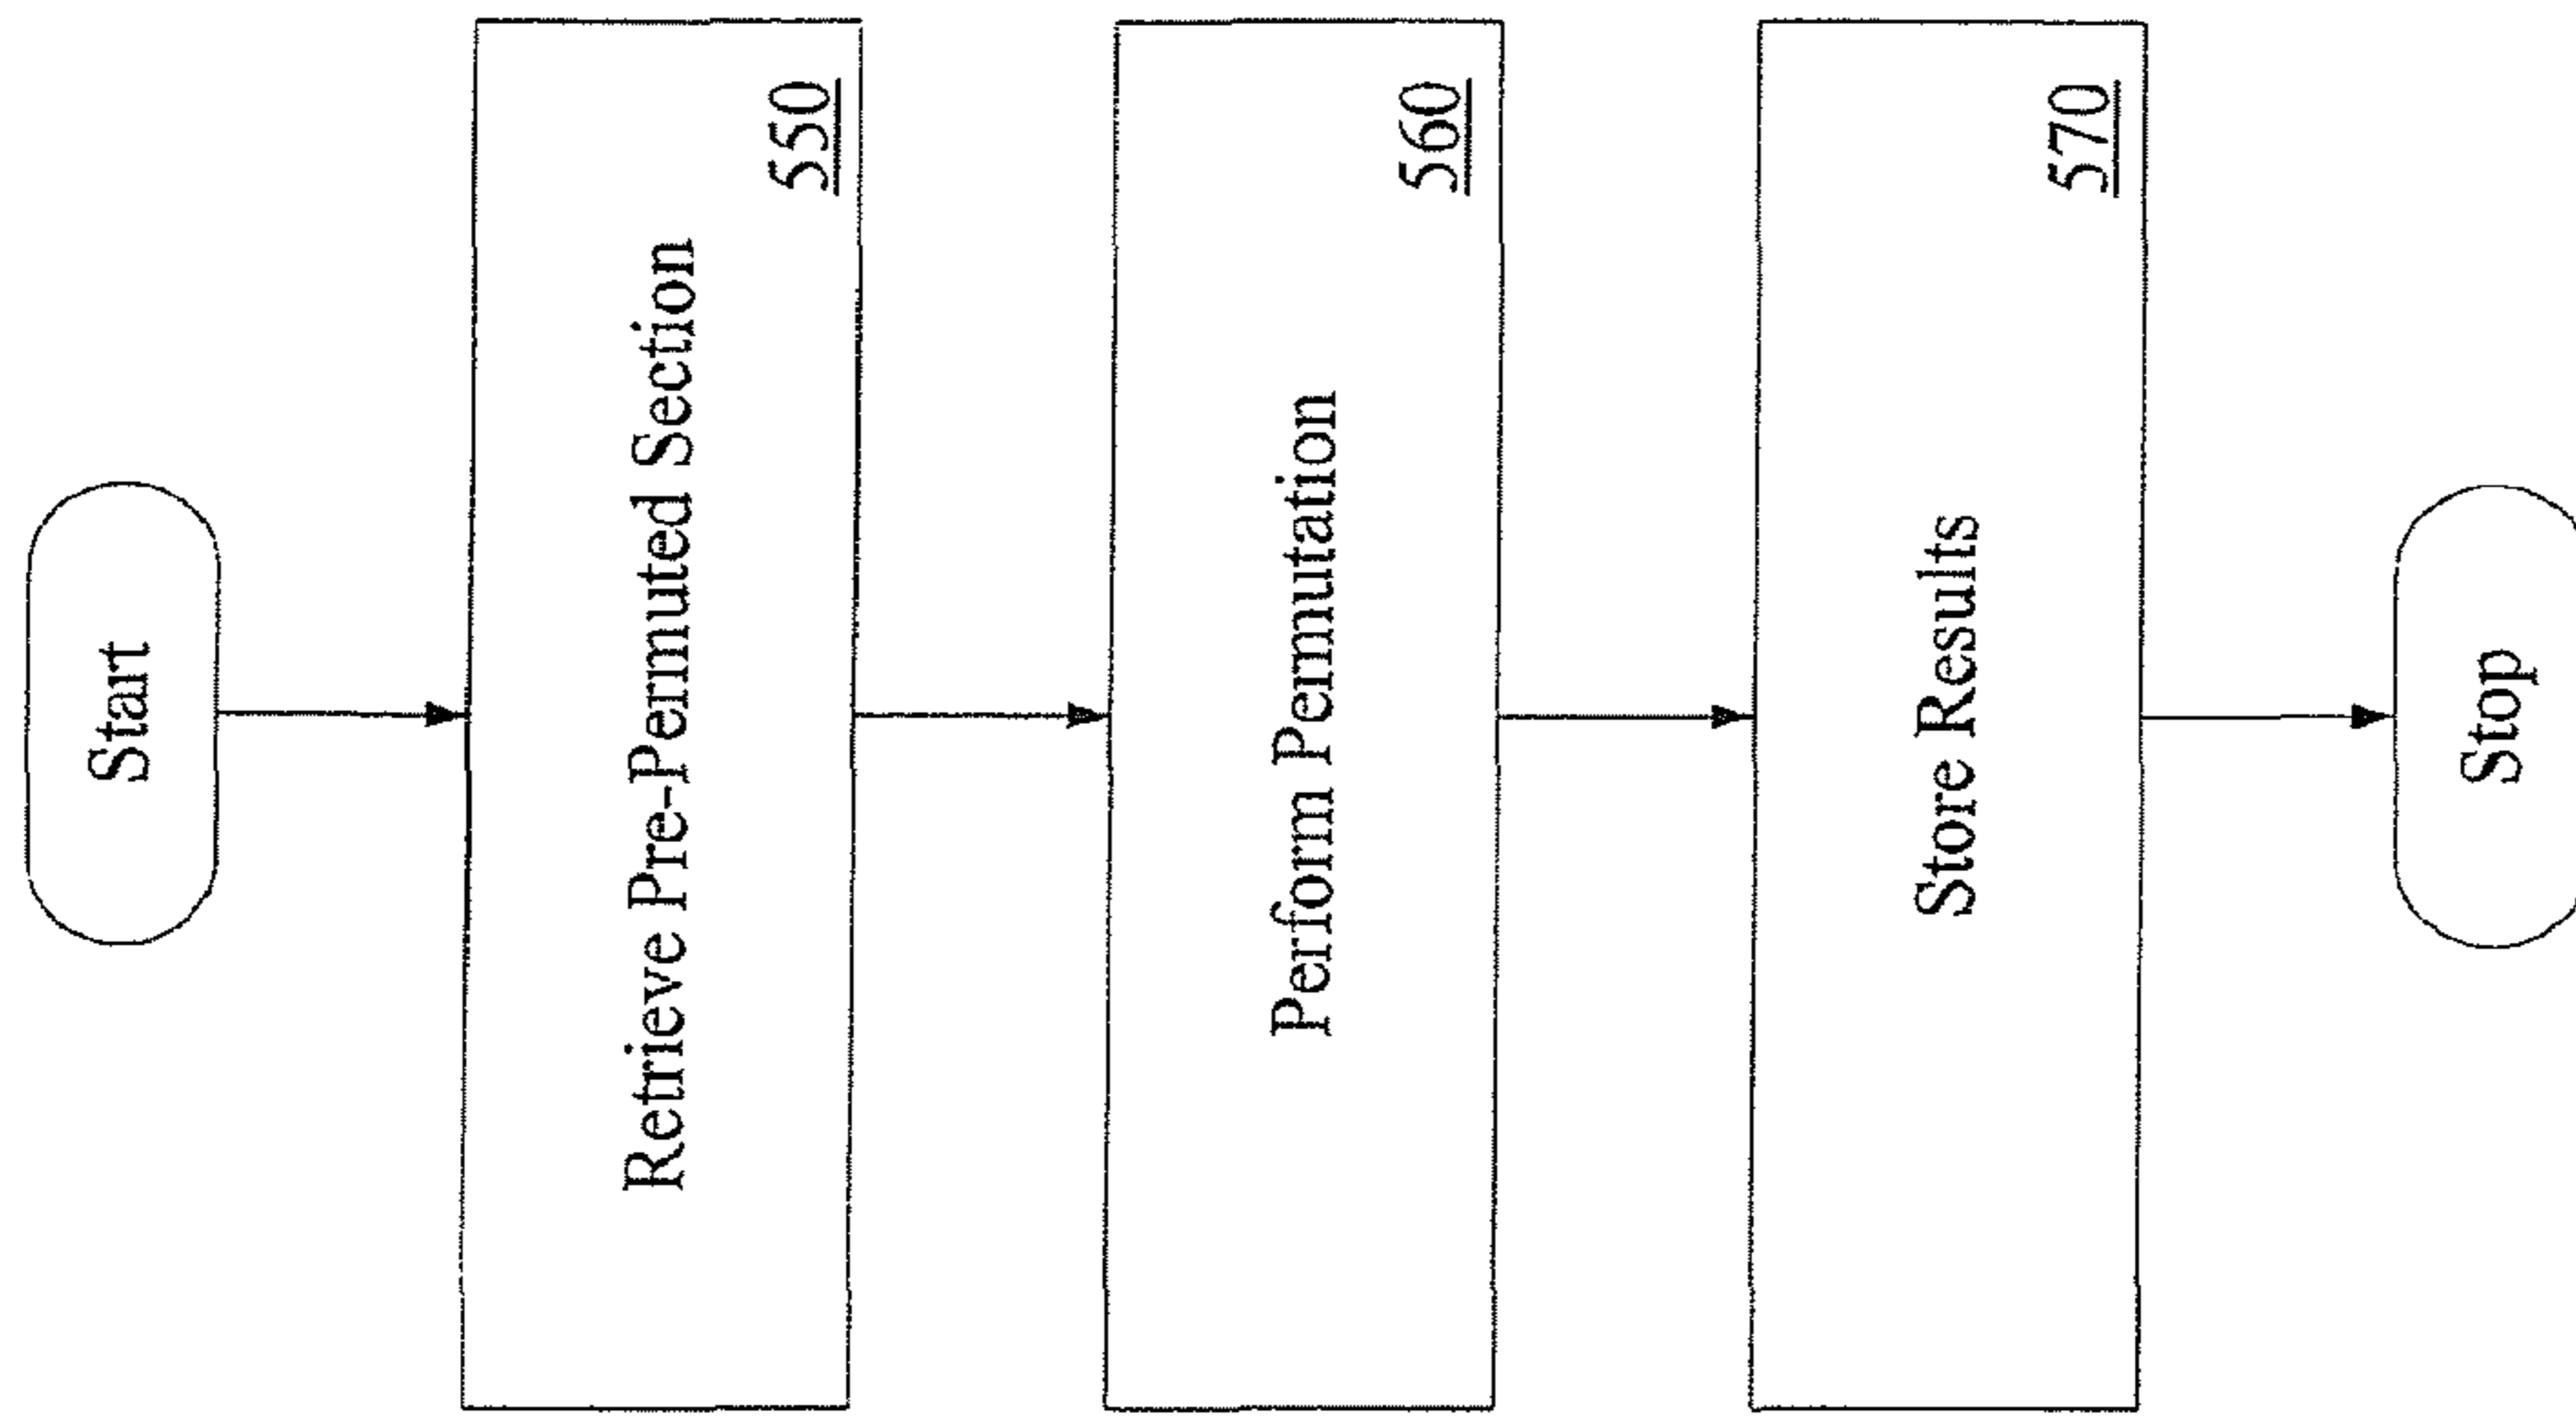 Start
Retrieve Pre-Permuted Section
550
Perform Permutation
560
Store Results
570
Stop